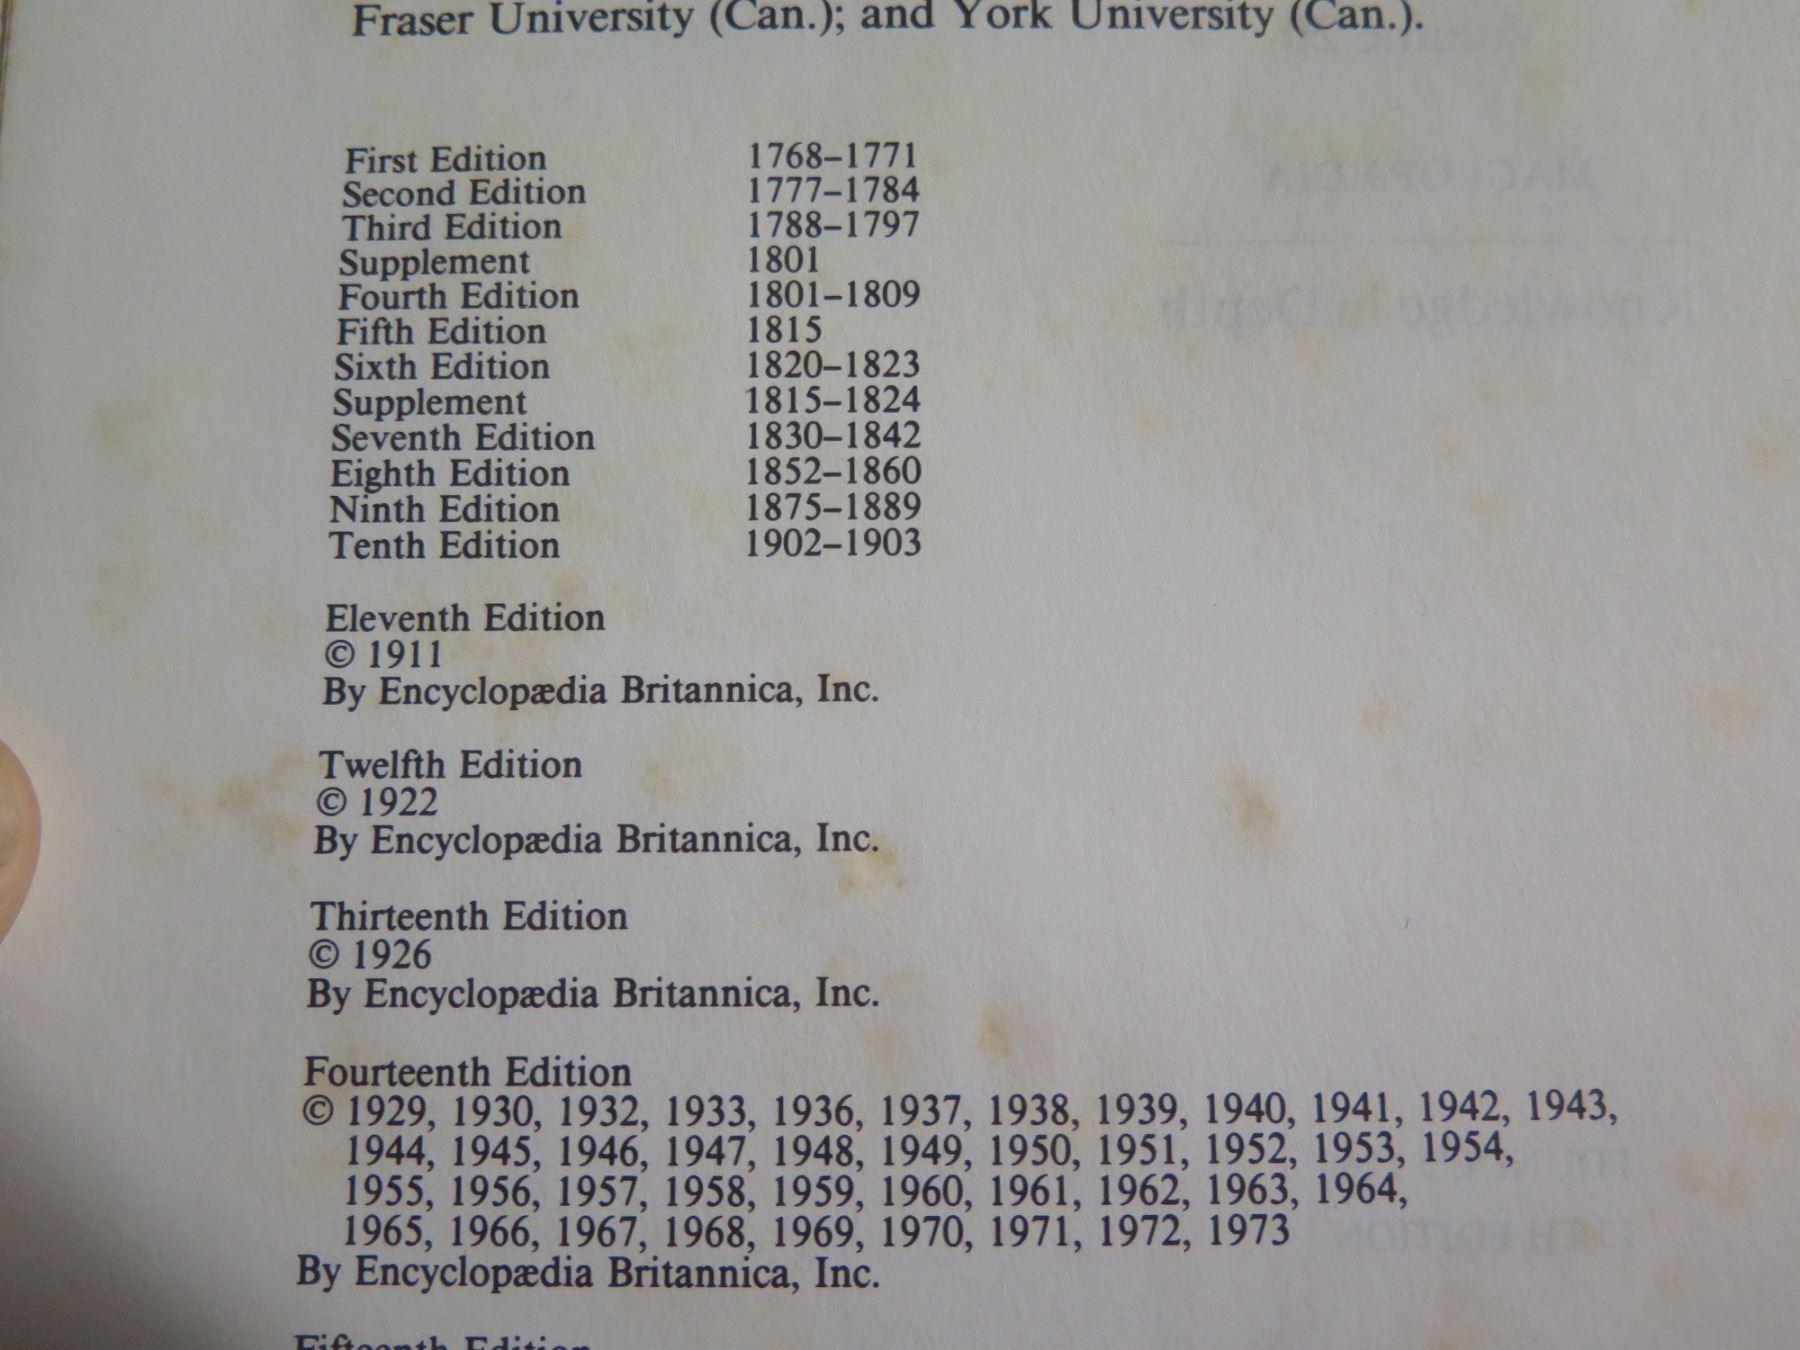 Fraser University (Can.); and York University (Can.).
First Edition 1768–1771
Second Edition 1777–1784
Third Edition 1788–1797
Supplement 1801
Fourth Edition 1801–1809
Fifth Edition 1815
Sixth Edition 1820–1823
Supplement 1815–1824
Seventh Edition 1830–1842
Eighth Edition 1852–1860
Ninth Edition 1875–1889
Tenth Edition 1902–1903
Eleventh Edition
© 1911
By Encyclopædia Britannica, Inc.
Twelfth Edition
© 1922
By Encyclopædia Britannica, Inc.
Thirteenth Edition
© 1926
By Encyclopædia Britannica, Inc.
Fourteenth Edition
© 1929, 1930, 1932, 1933, 1936, 1937, 1938, 1939, 1940, 1941, 1942, 1943,
1944, 1945, 1946, 1947, 1948, 1949, 1950, 1951, 1952, 1953, 1954,
1955, 1956, 1957, 1958, 1959, 1960, 1961, 1962, 1963, 1964,
1965, 1966, 1967, 1968, 1969, 1970, 1971, 1972, 1973
By Encyclopædia Britannica, Inc.
Fifteenth Edition